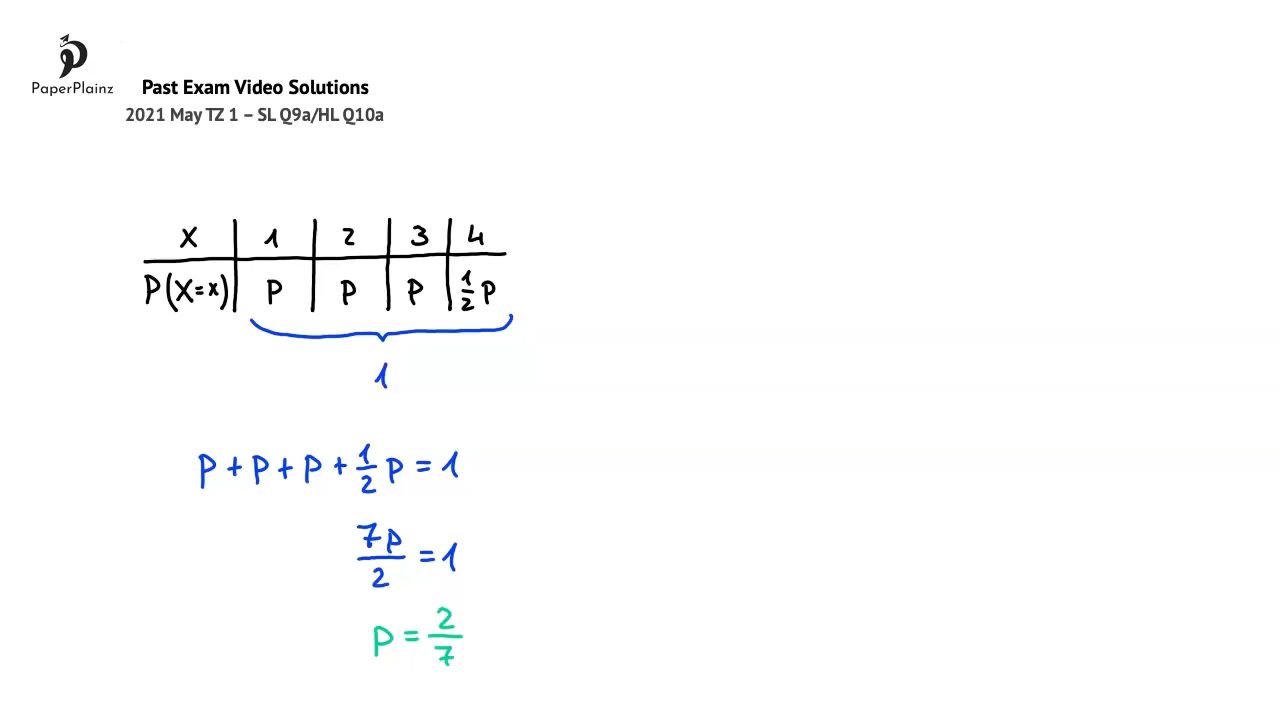 PaperPlainz
Past Exam Video Solutions
2021 May TZ 1 – SL Q9a/HL Q10a
x 1 2 3 4
P(X=x) p p p 1/2 p
1
p + p + p + 1/2 p = 1
7p/2 = 1
p = 2/7